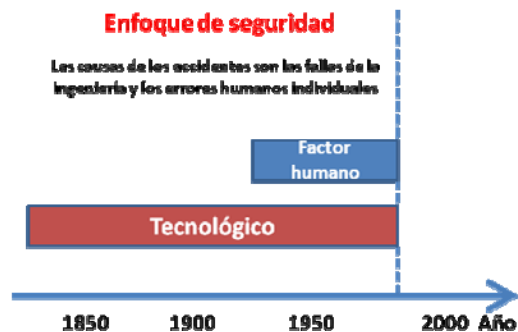 Enfoque de seguridad
Las causas de los accidentes son las fallas de la
ingeniería y los errores humanos individuales
Factor
humano
Tecnológico
1850 1900 1950 2000 Año